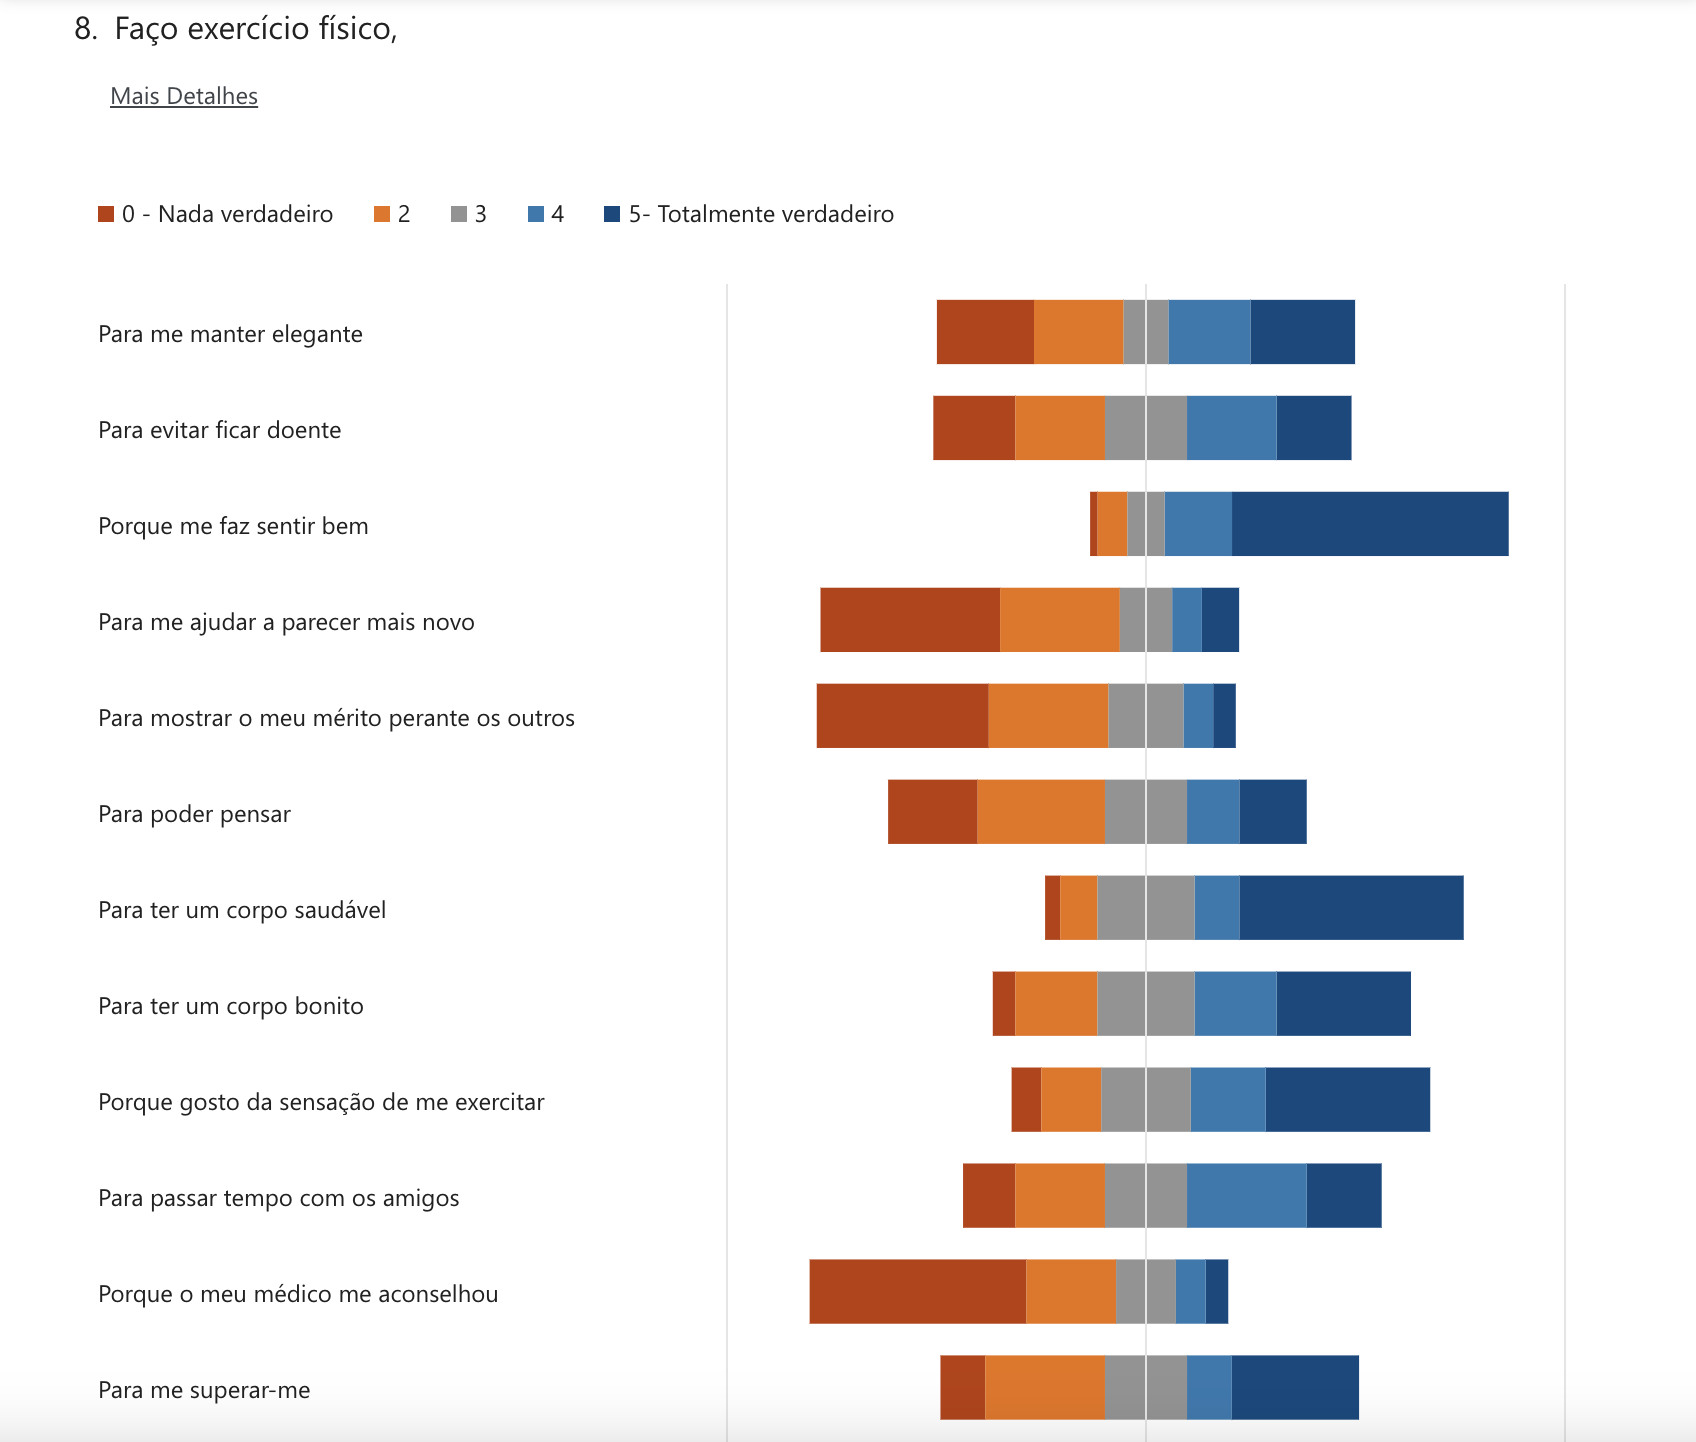 8. Faço exercício físico,
Mais Detalhes
0 - Nada verdadeiro 2 3 4 5- Totalmente verdadeiro
Para me manter elegante
Para evitar ficar doente
Porque me faz sentir bem
Para me ajudar a parecer mais novo
Para mostrar o meu mérito perante os outros
Para poder pensar
Para ter um corpo saudável
Para ter um corpo bonito
Porque gosto da sensação de me exercitar
Para passar tempo com os amigos
Porque o meu médico me aconselhou
Para me superar-me